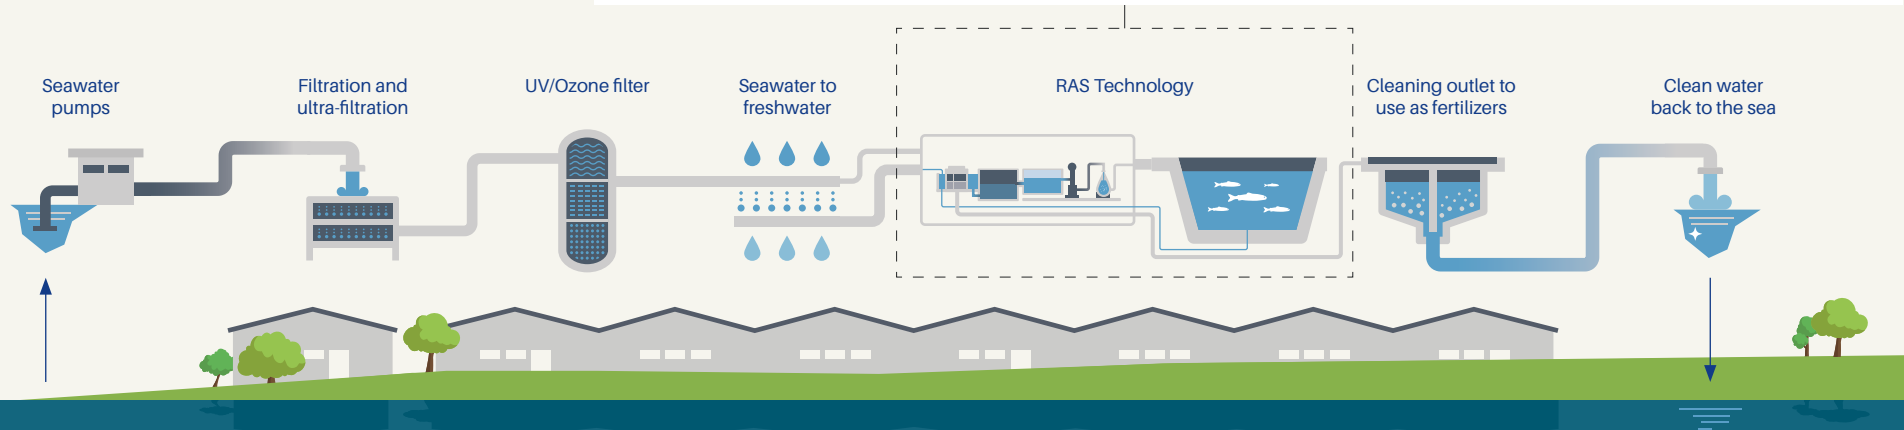 Seawater
pumps
Filtration and
ultra-filtration
UV/Ozone filter
Seawater to
freshwater
RAS Technology
Cleaning outlet to
use as fertilizers
Clean water
back to the sea